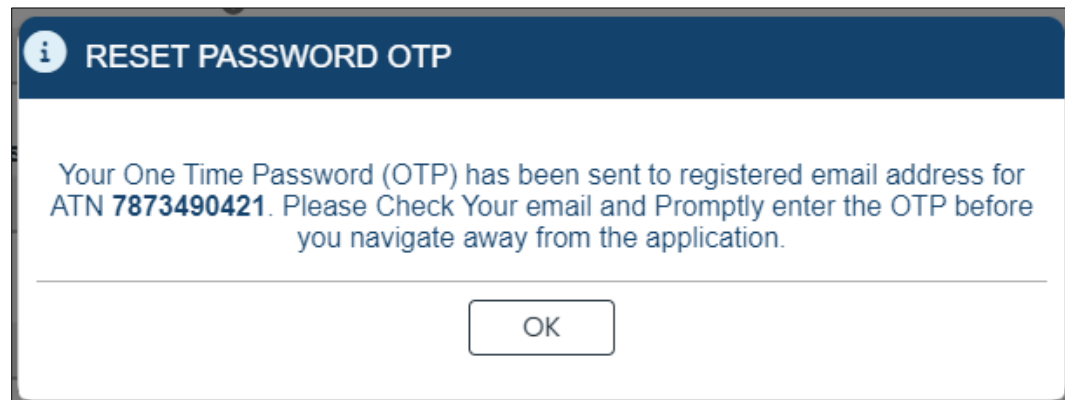 RESET PASSWORD OTP
Your One Time Password (OTP) has been sent to registered email address for
ATN 7873490421. Please Check Your email and Promptly enter the OTP before
you navigate away from the application.
OK